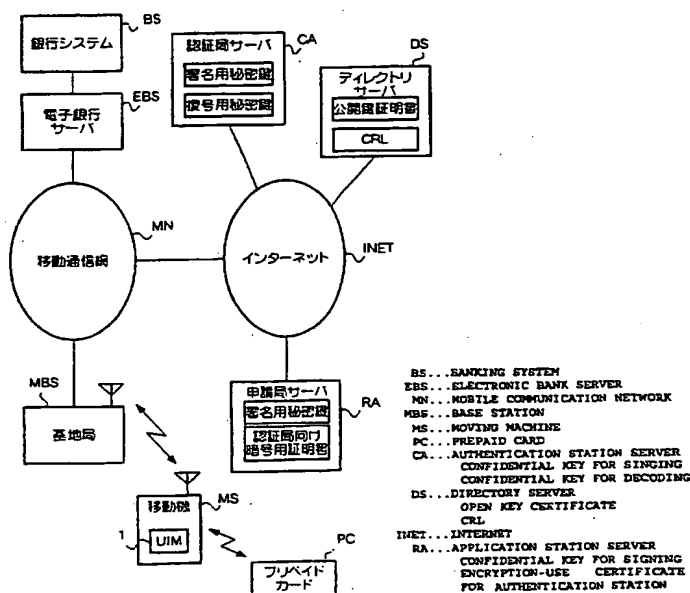 BS
銀行システム
EBS
電子銀行
サーバ
CA
認証局サーバ
署名用秘密鍵
復号用秘密鍵
DS
ディレクトリ
サーバ
公開鍵証明書
CRL
MN
移動通信網
INET
インターネット
MBS
基地局
RA
申請局サーバ
署名用秘密鍵
認証局向け
暗号用証明書
MS
移動機
1
UIM
PC
プリペイド
カード
BS...BANKING SYSTEM
EBS...ELECTRONIC BANK SERVER
MN...MOBILE COMMUNICATION NETWORK
MBS...BASE STATION
MS...MOVING MACHINE
PC...PREPAID CARD
CA...AUTHENTICATION STATION SERVER
CONFIDENTIAL KEY FOR SINGING
CONFIDENTIAL KEY FOR DECODING
DS...DIRECTORY SERVER
OPEN KEY CERTIFICATE
CRL
INET...INTERNET
RA...APPLICATION STATION SERVER
CONFIDENTIAL KEY FOR SIGNING
ENCRYPTION-USE CERTIFICATE
FOR AUTHENTICATION STATION